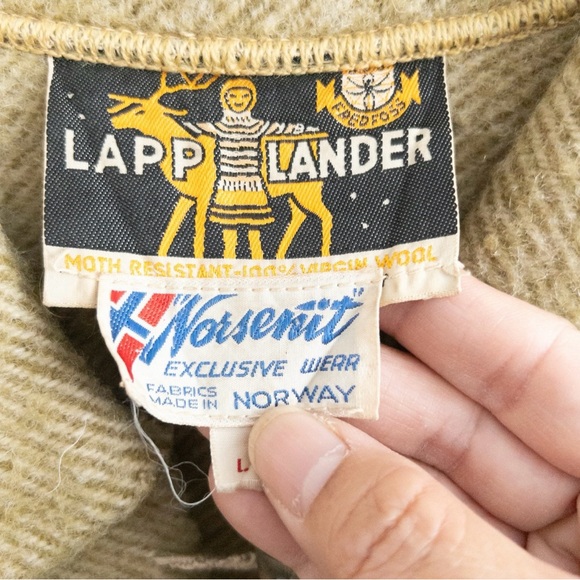 FREDFOSS
LAPP LANDER
MOTH RESISTANT-100% VIRGIN WOOL
"Norsenit"
EXCLUSIVE WEAR
FABRICS
MADE IN NORWAY
L